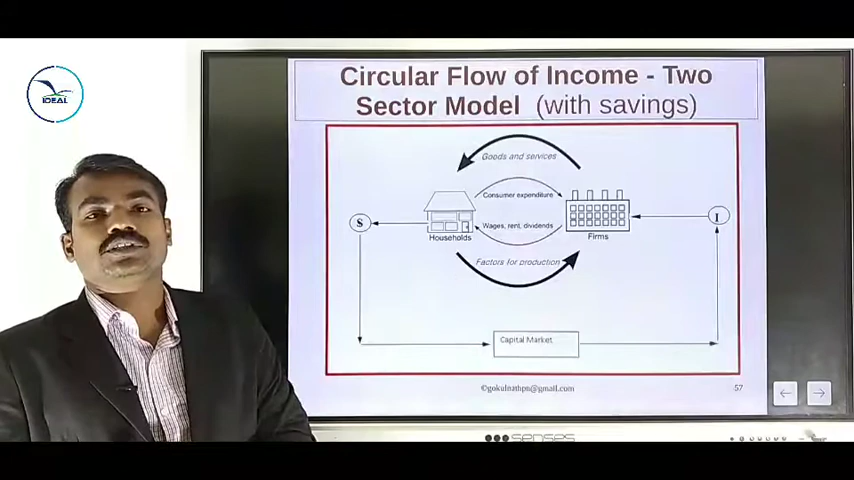 IDEAL
Circular Flow of Income - Two
Sector Model (with savings)
Goods and services
Consumer expenditure
S
I
Wages, rent, dividends
Households
Firms
Factors for production
Capital Market
©gokulnathpn@gmail.com
57
senses